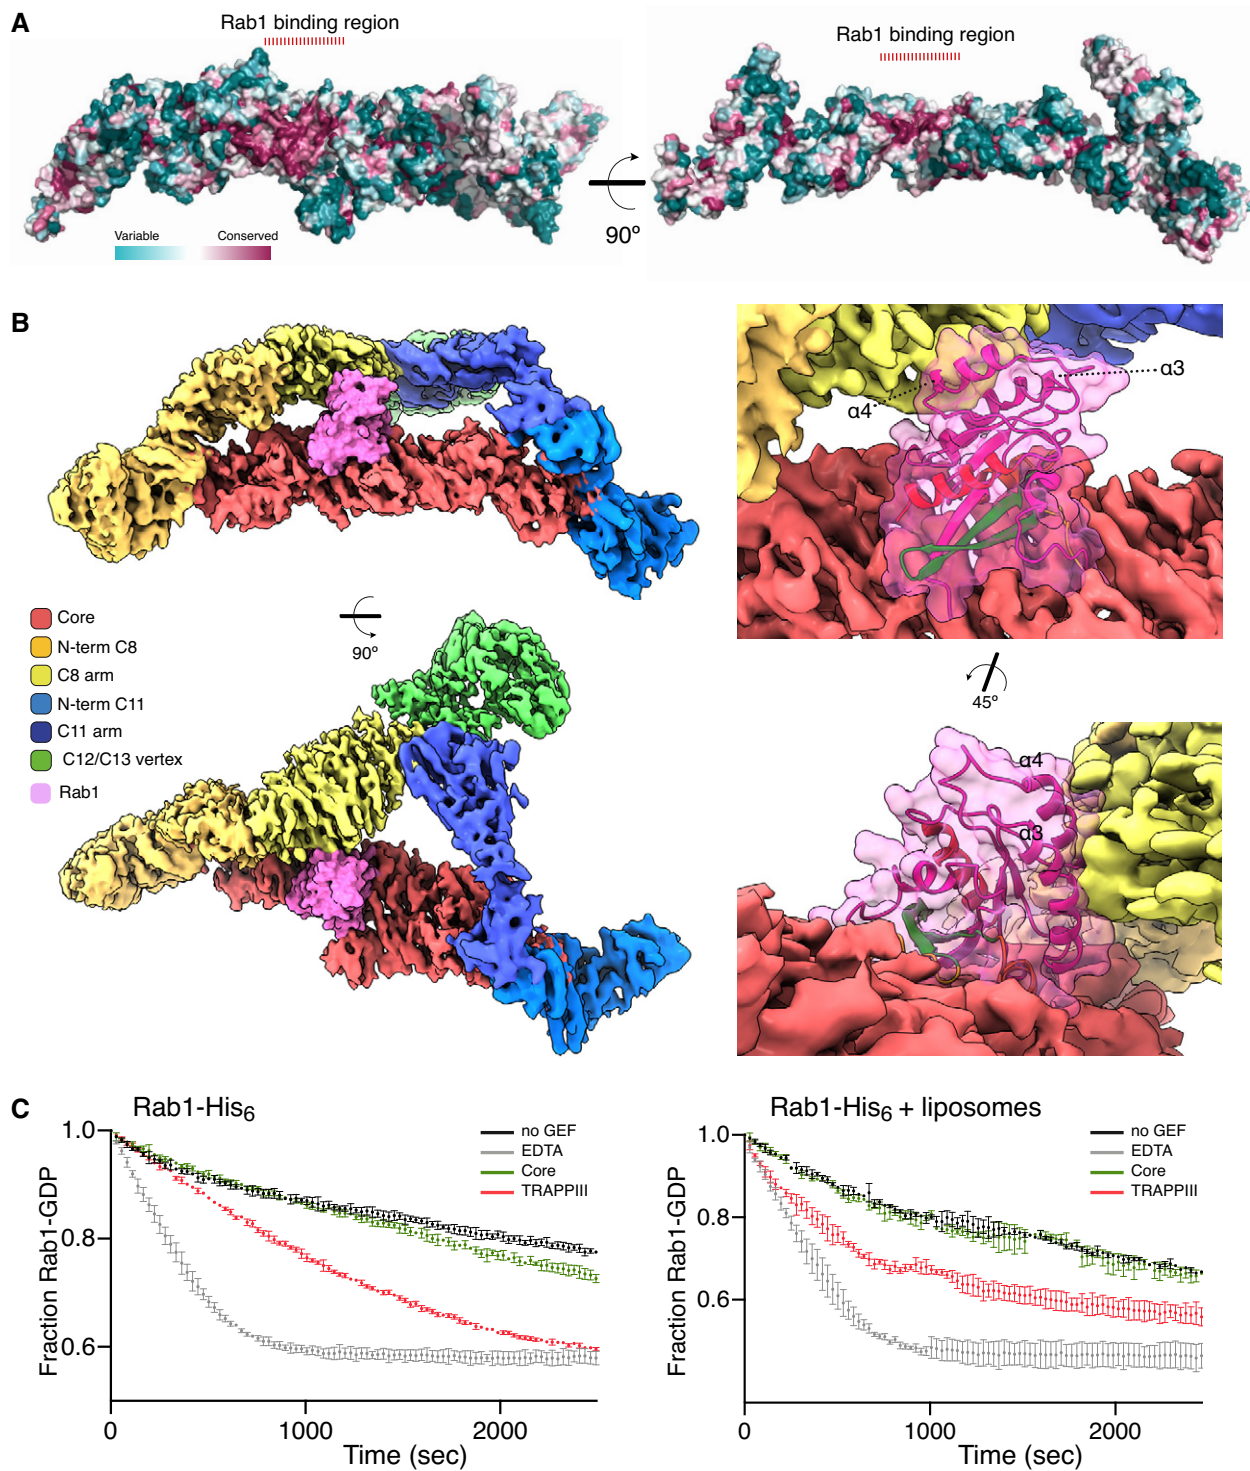 A
Rab1 binding region
Rab1 binding region
Variable
Conserved
90º
B
α3
α4
Core
N-term C8
C8 arm
N-term C11
C11 arm
C12/C13 vertex
Rab1
90º
45º
α4
α3
C
Rab1-His6
no GEF
EDTA
Core
TRAPPIII
1.0
0.8
0.6
Fraction Rab1-GDP
0
1000
2000
Time (sec)
Rab1-His6 + liposomes
no GEF
EDTA
Core
TRAPPIII
1.0
0.8
0.6
Fraction Rab1-GDP
0
1000
2000
Time (sec)